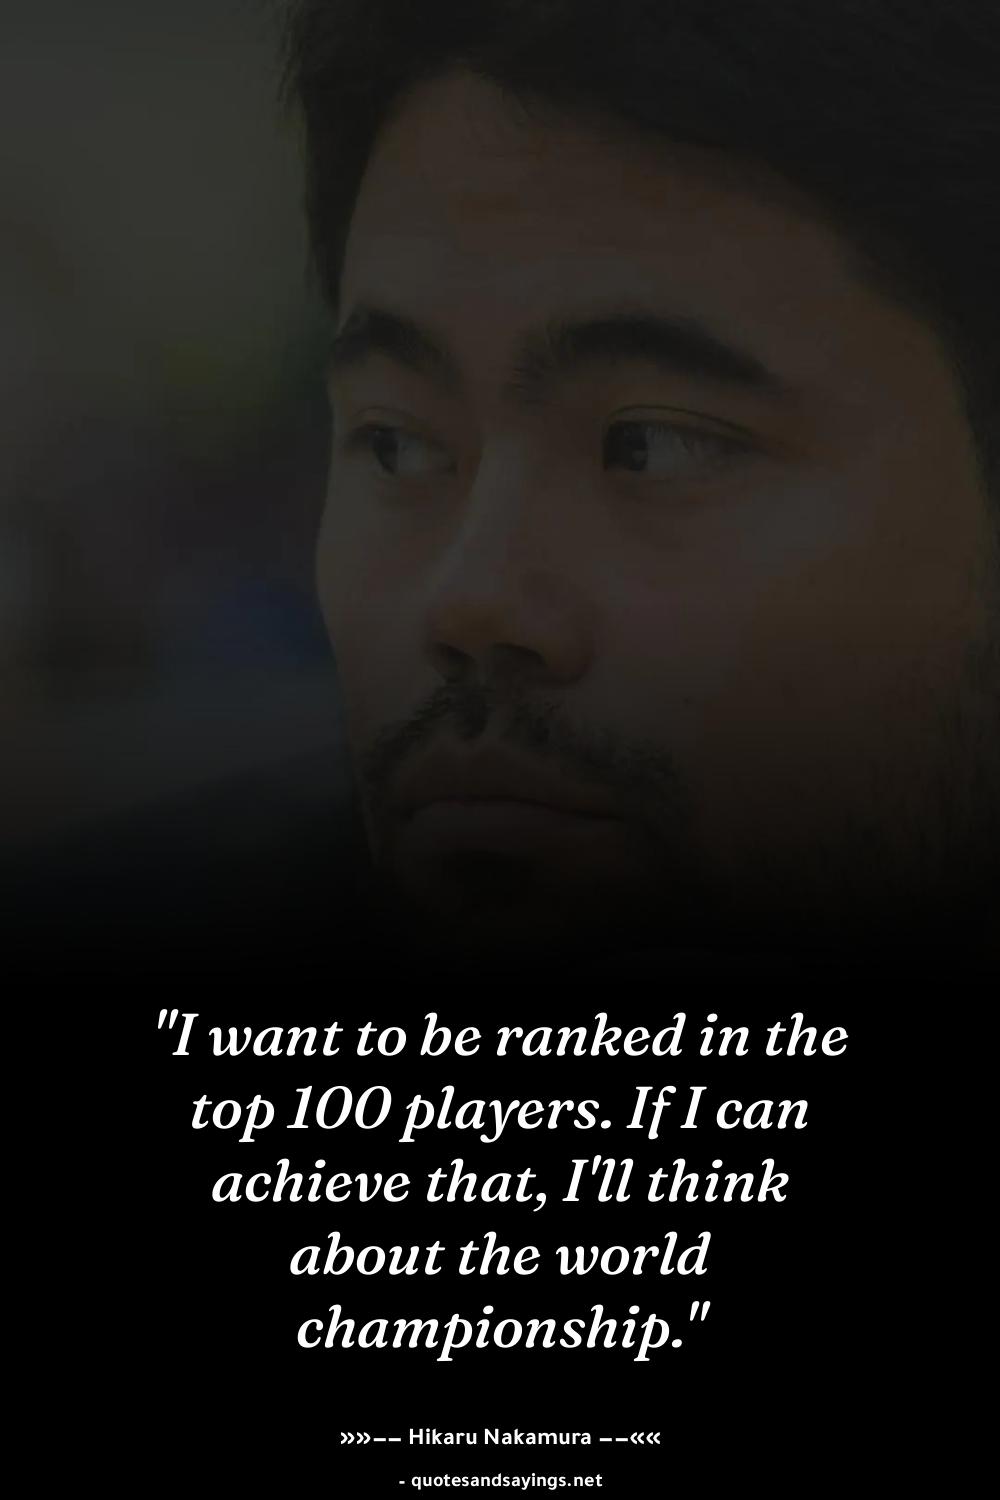 "I want to be ranked in the
top 100 players. If I can
achieve that, I'll think
about the world
championship."
»»−− Hikaru Nakamura −−««
- quotesandsayings.net